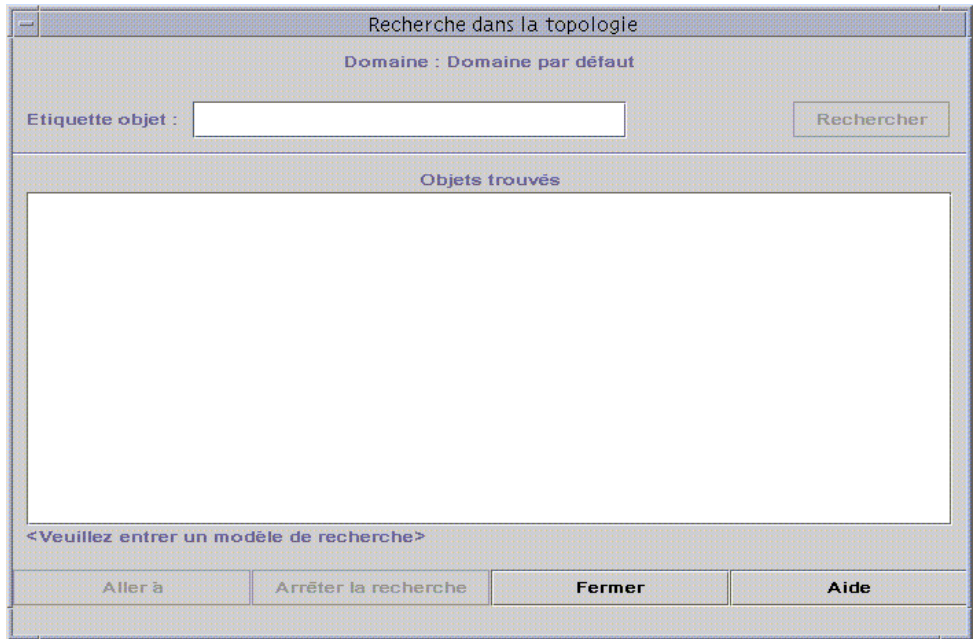 Recherche dans la topologie
Domaine : Domaine par défaut
Etiquette objet :
Rechercher
Objets trouvés
<Veuillez entrer un modèle de recherche>
Aller à
Arrêter la recherche
Fermer
Aide